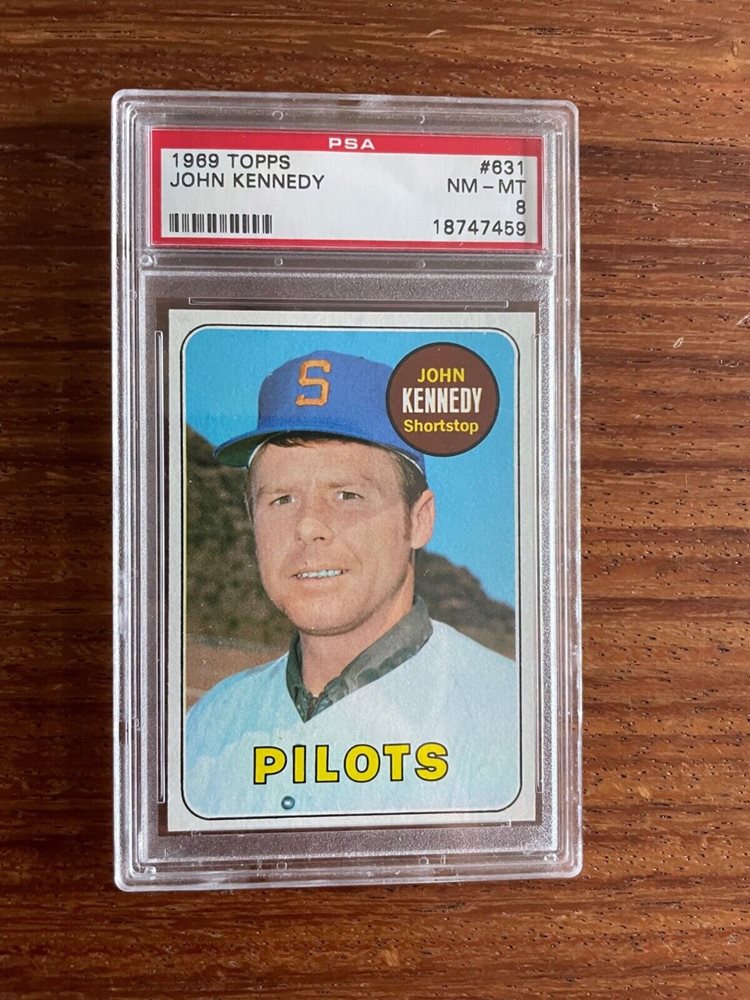 PSA
1969 TOPPS #631
JOHN KENNEDY NM - MT
8
18747459
S
JOHN
KENNEDY
Shortstop
PILOTS